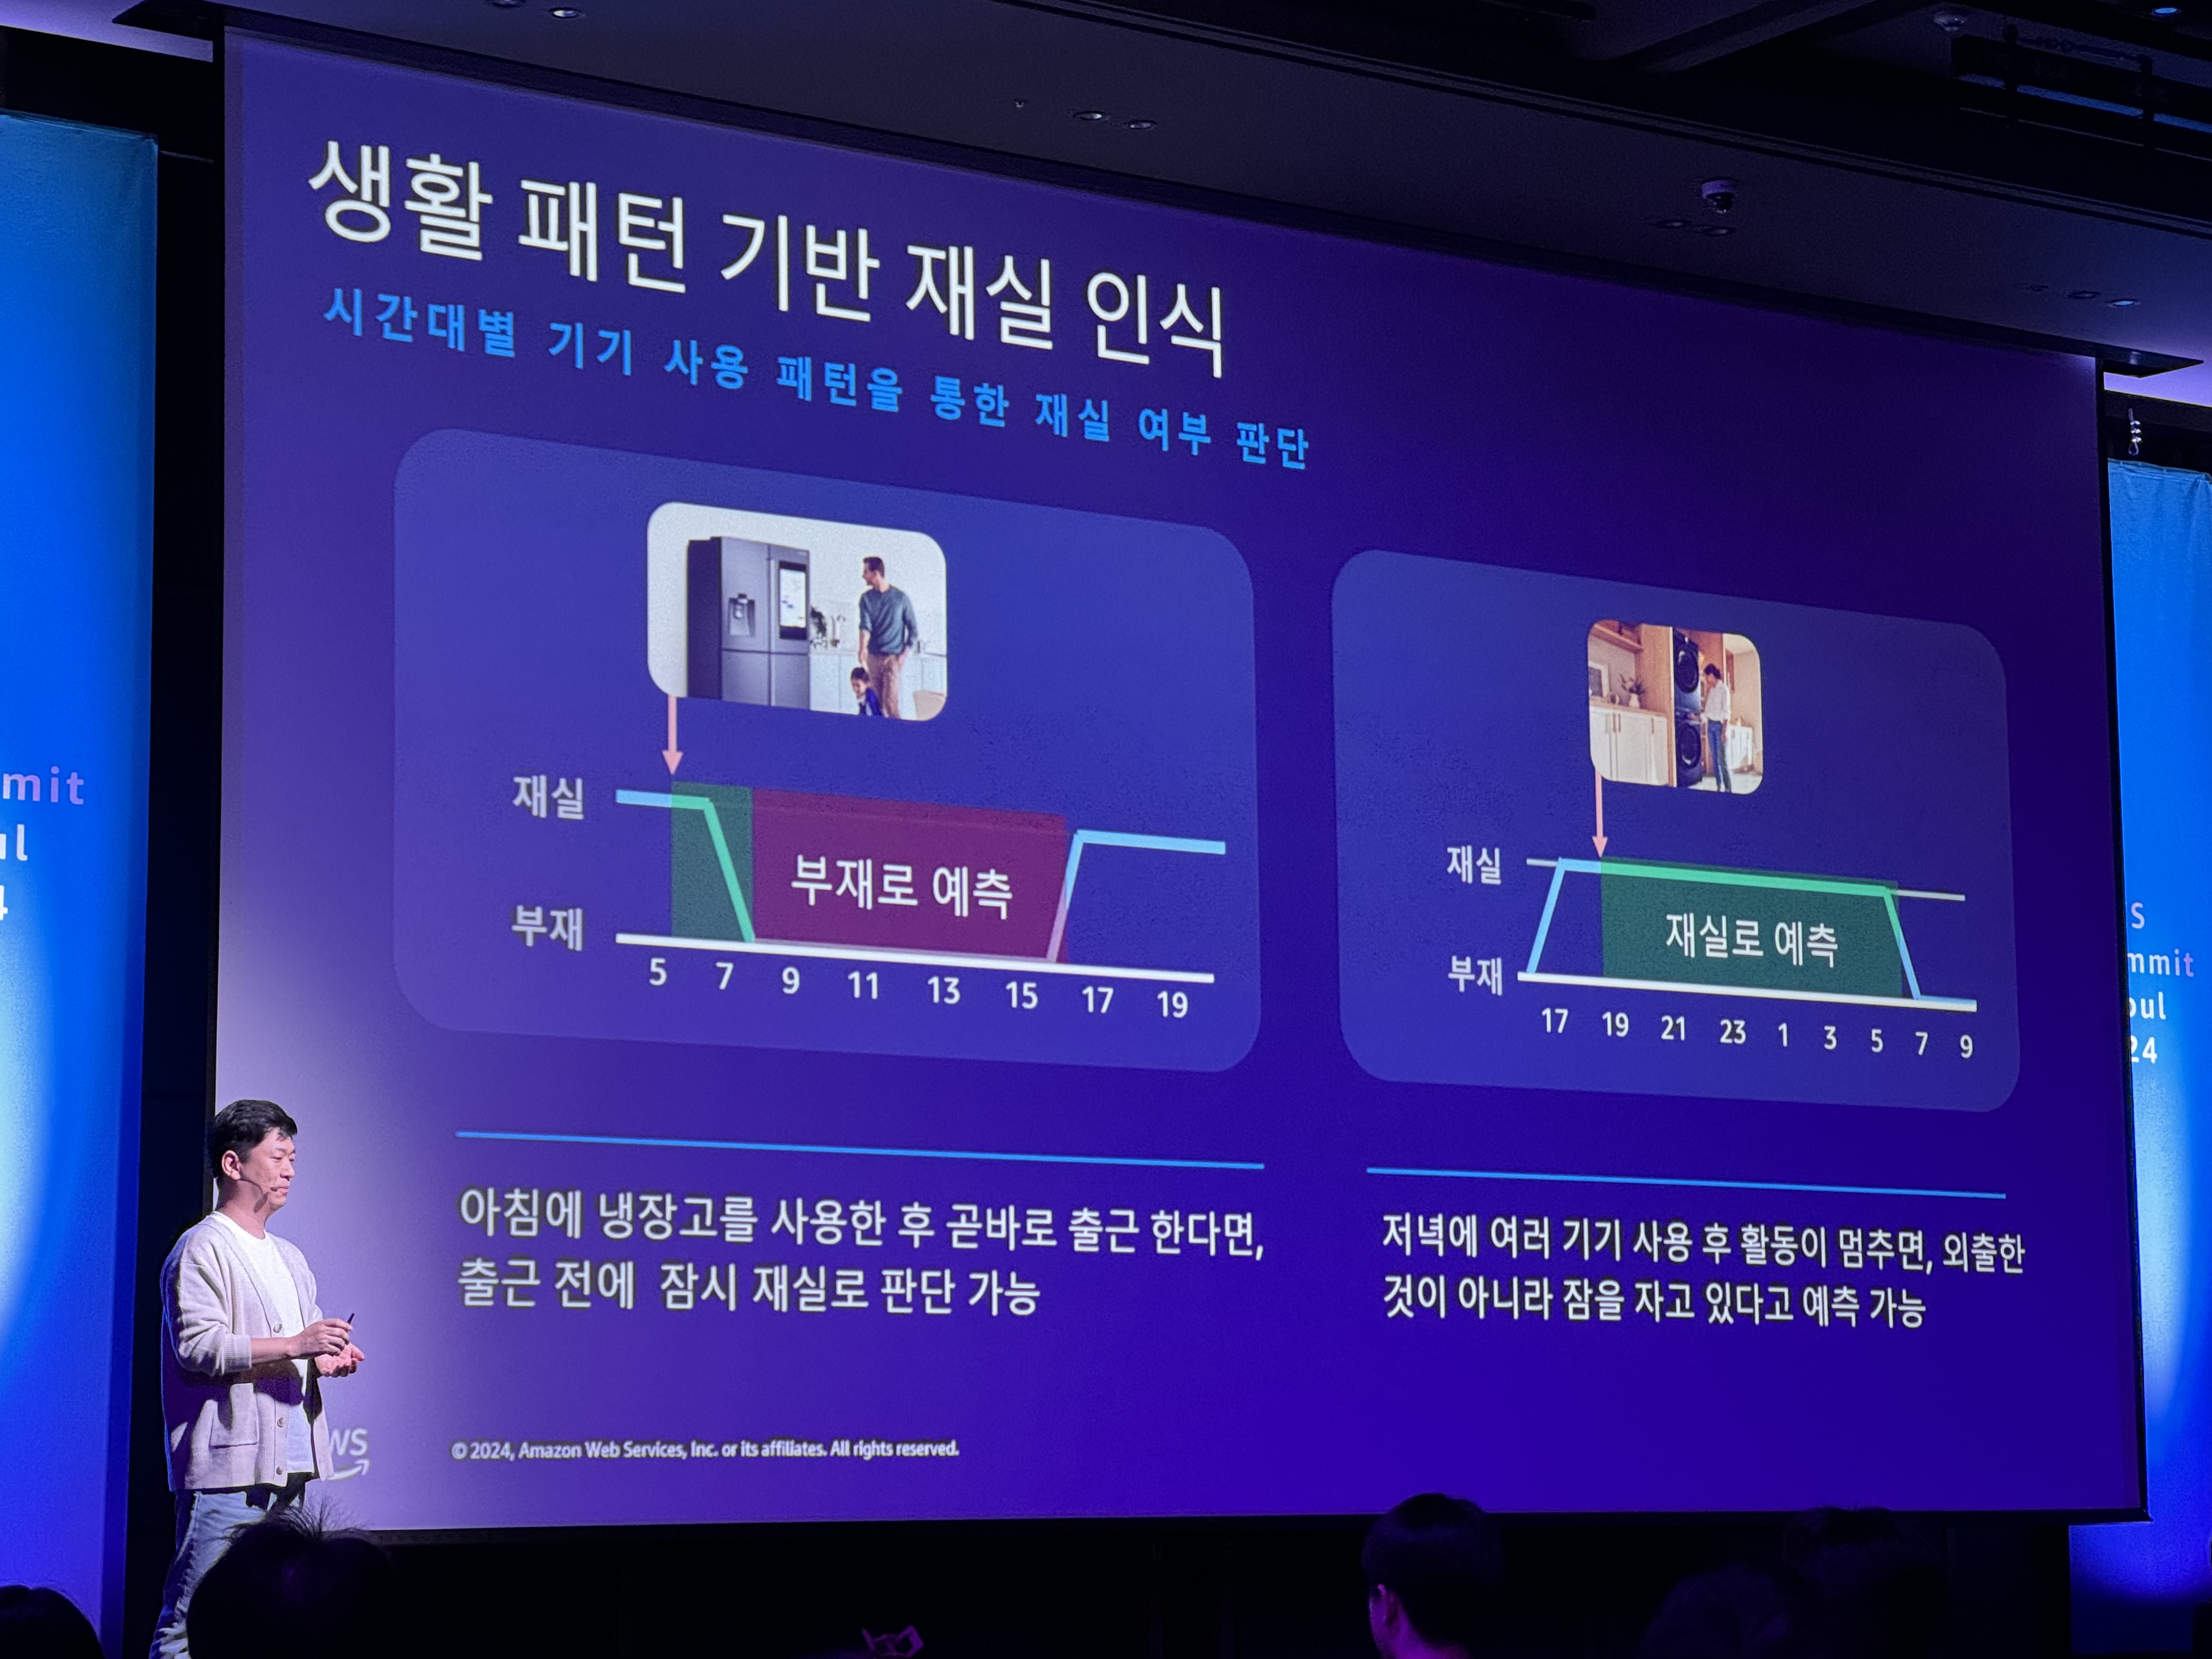 생활 패턴 기반 재실 인식
시간대별 기기 사용 패턴을 통한 재실 여부 판단
재실
부재로 예측
부재
5 7 9 11 13 15 17 19
재실
재실로 예측
부재
17 19 21 23 1 3 5 7 9
아침에 냉장고를 사용한 후 곧바로 출근 한다면,
출근 전에 잠시 재실로 판단 가능
저녁에 여러 기기 사용 후 활동이 멈추면, 외출한
것이 아니라 잠을 자고 있다고 예측 가능
ws
© 2024, Amazon Web Services, Inc. or its affiliates. All rights reserved.
mit
ul
4
s
mmit
oul
24